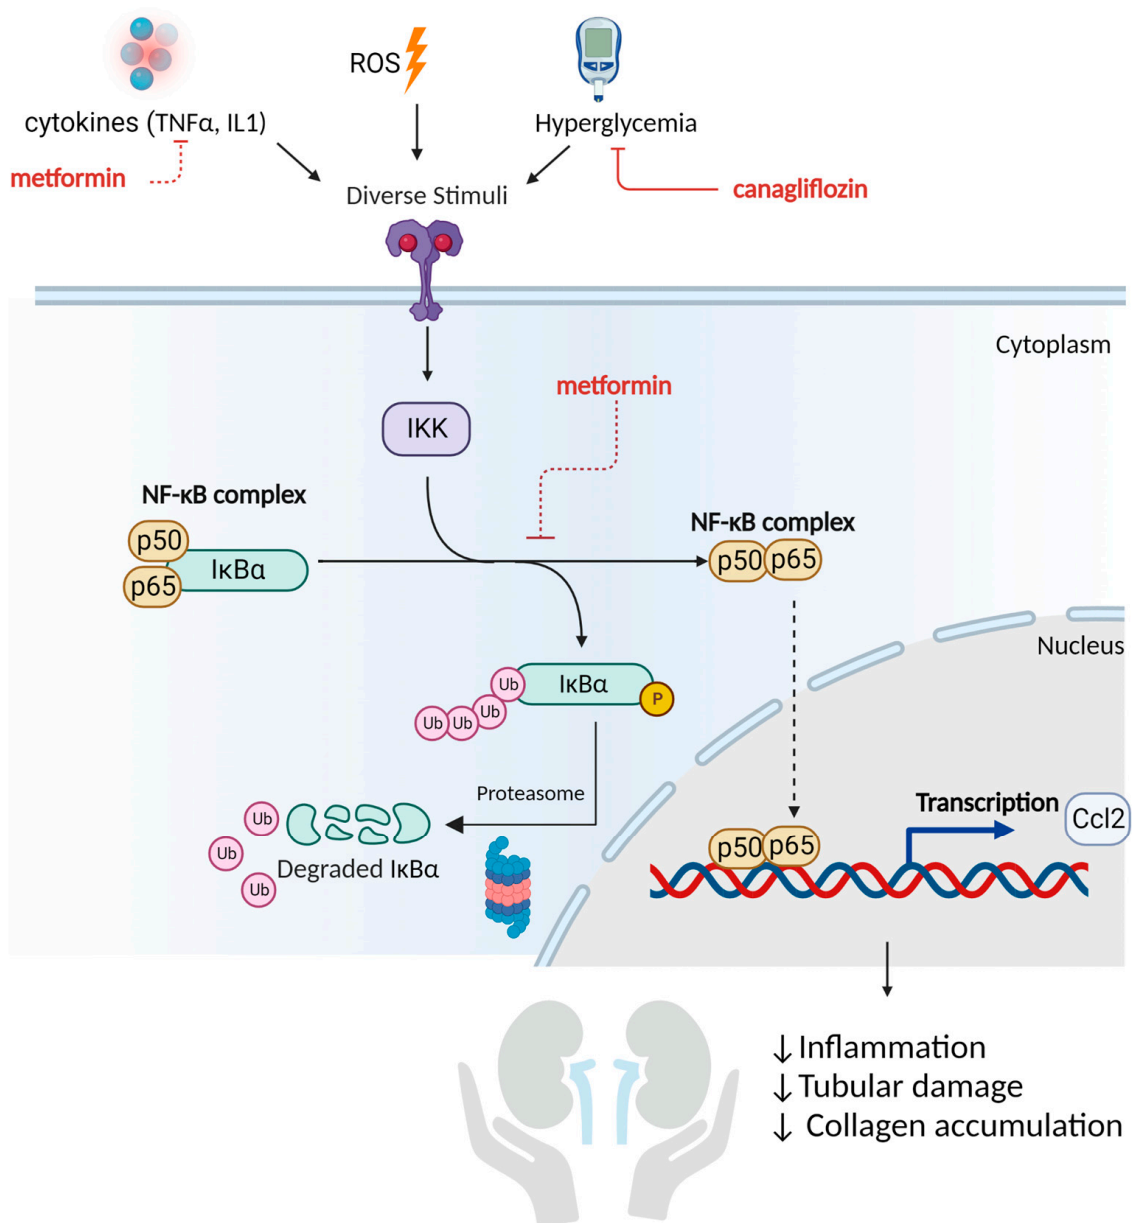 ROS
cytokines (TNFα, IL1)
Hyperglycemia
metformin
canagliflozin
Diverse Stimuli
Cytoplasm
metformin
IKK
NF-κB complex
p50
p65
IκBα
NF-κB complex
p50
p65
Nucleus
Ub
IκBα
P
Ub
Ub
Ub
Proteasome
Transcription
Ccl2
Ub
Ub
Ub
Degraded IκBα
p50
p65
↓ Inflammation
↓ Tubular damage
↓ Collagen accumulation